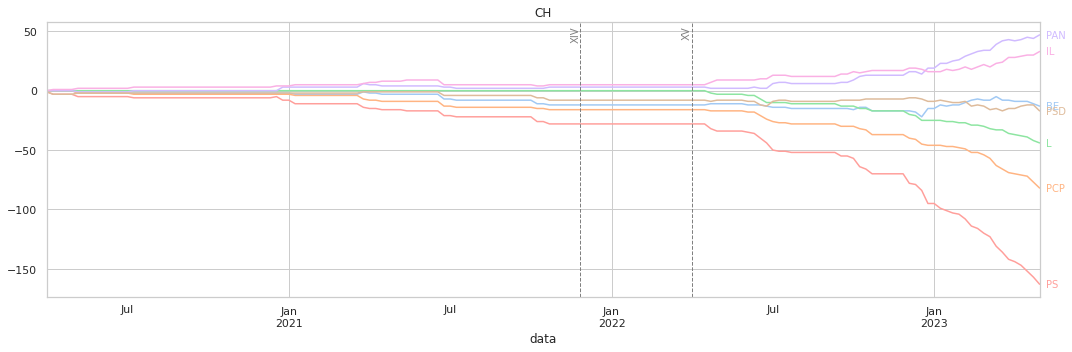 CH
XIV
XV
50
0
−50
−100
−150
PAN
IL
BE
PSD
L
PCP
PS
Jul
Jan
2021
Jul
Jan
2022
Jul
Jan
2023
data